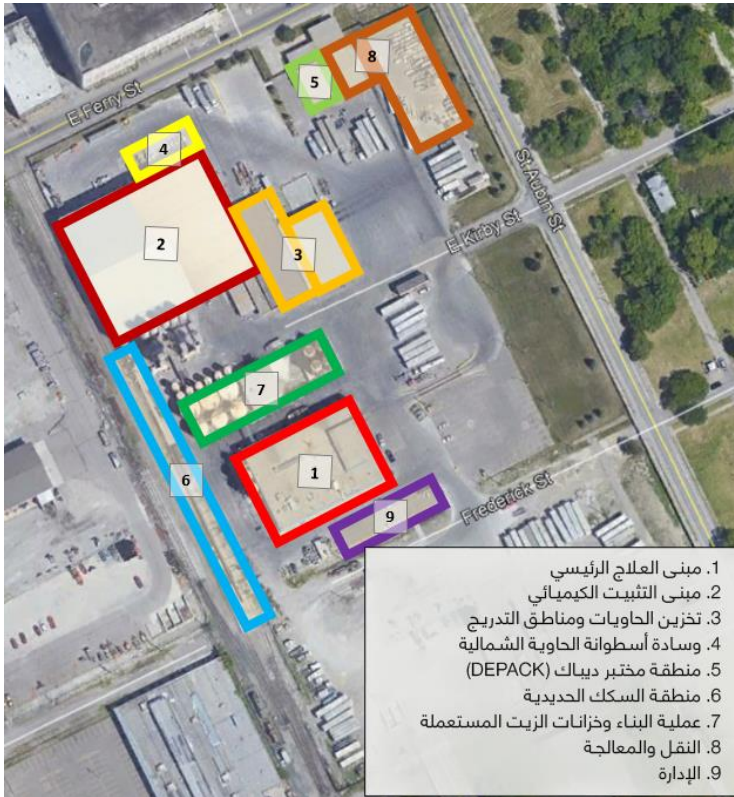 E Ferry St
8
5
4
St Aubin St
2
E Kirby St
3
7
1
6
9
Frederick St
1. مبنى العلاج الرئيسي
2. مبنى التثبيت الكيميائي
3. تخزين الحاويات ومناطق التدريج
4. وسادة أسطوانة الحاوية الشمالية
5. منطقة مختبر ديباك (DEPACK)
6. منطقة السكك الحديدية
7. عملية البناء وخزانات الزيت المستعملة
8. النقل والمعالجة
9. الإدارة